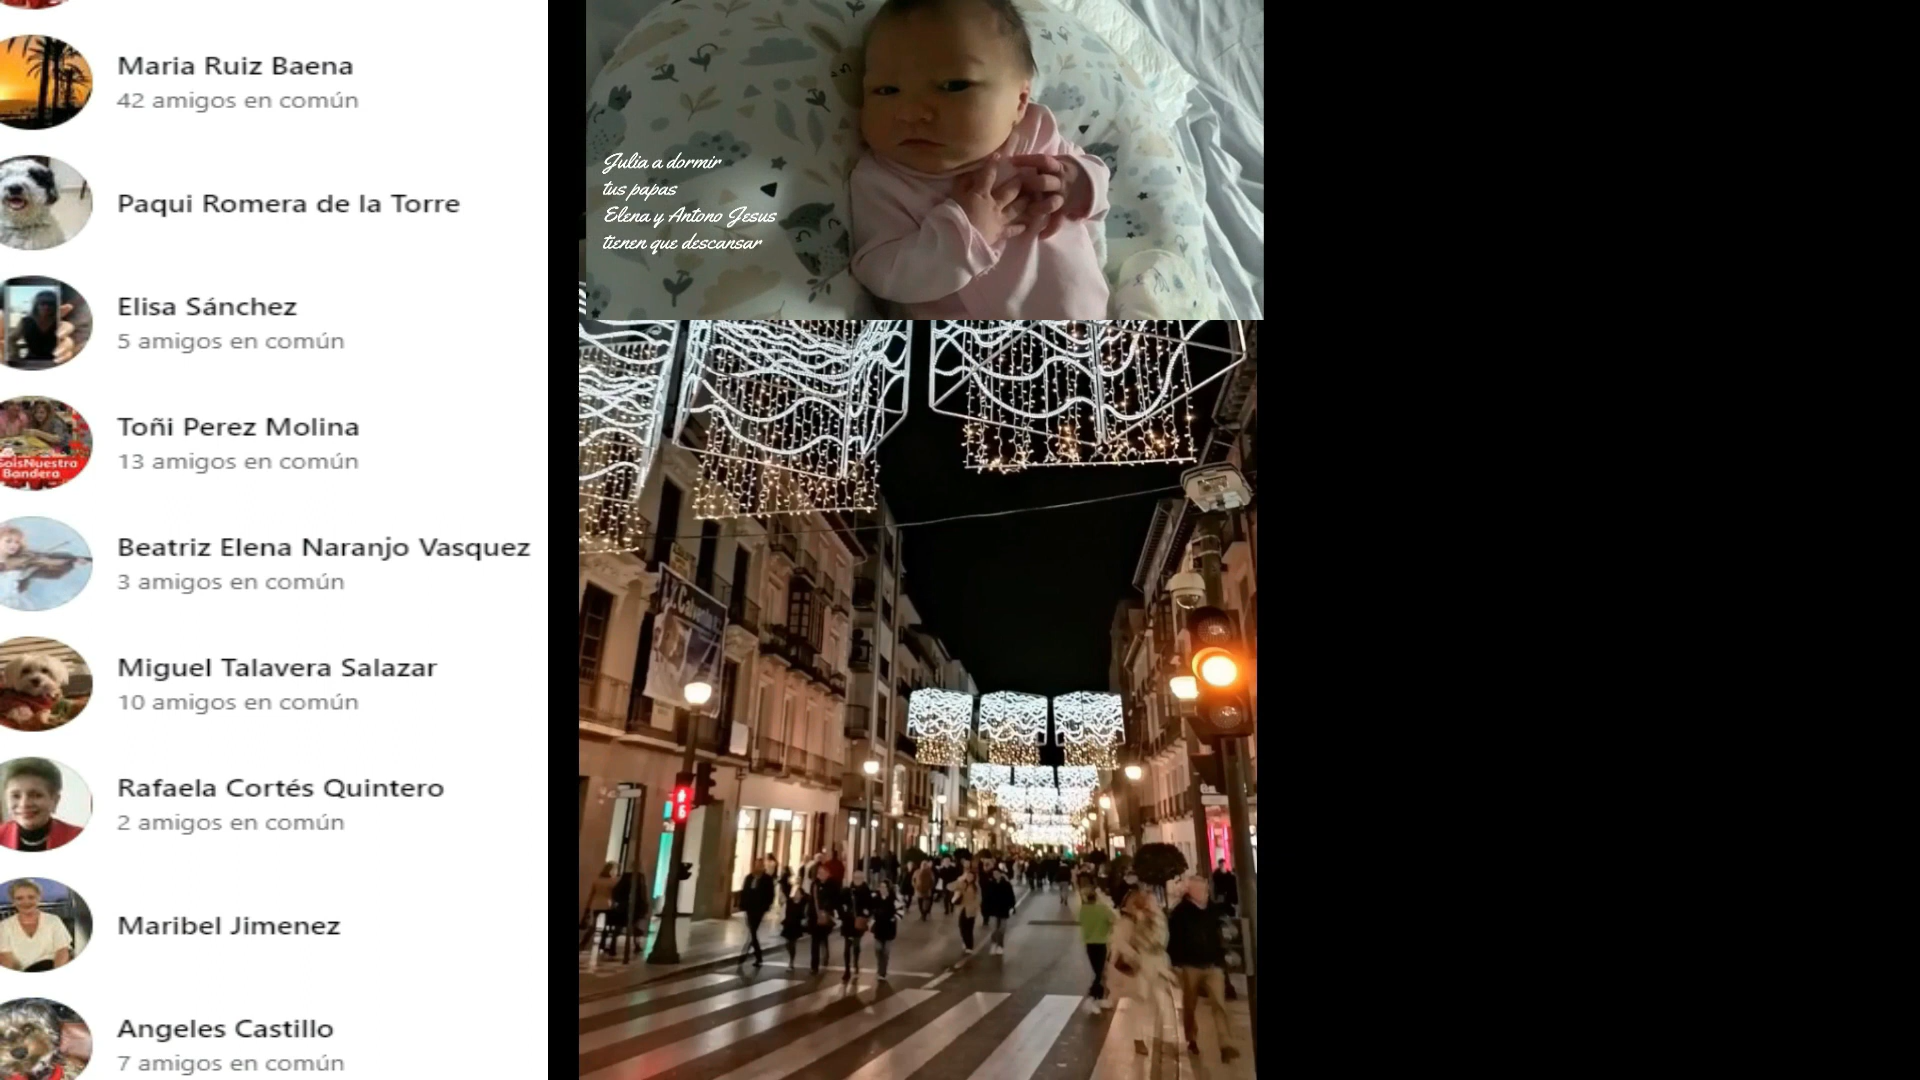 Maria Ruiz Baena
42 amigos en común
Paqui Romera de la Torre
Elisa Sánchez
5 amigos en común
Toñi Perez Molina
13 amigos en común
SoisNuestra
Bandera
Beatriz Elena Naranjo Vasquez
3 amigos en común
Miguel Talavera Salazar
10 amigos en común
Rafaela Cortés Quintero
2 amigos en común
Maribel Jimenez
Angeles Castillo
7 amigos en común
Julia a dormir
tus papas
Elena y Antono Jesus
tienen que descansar